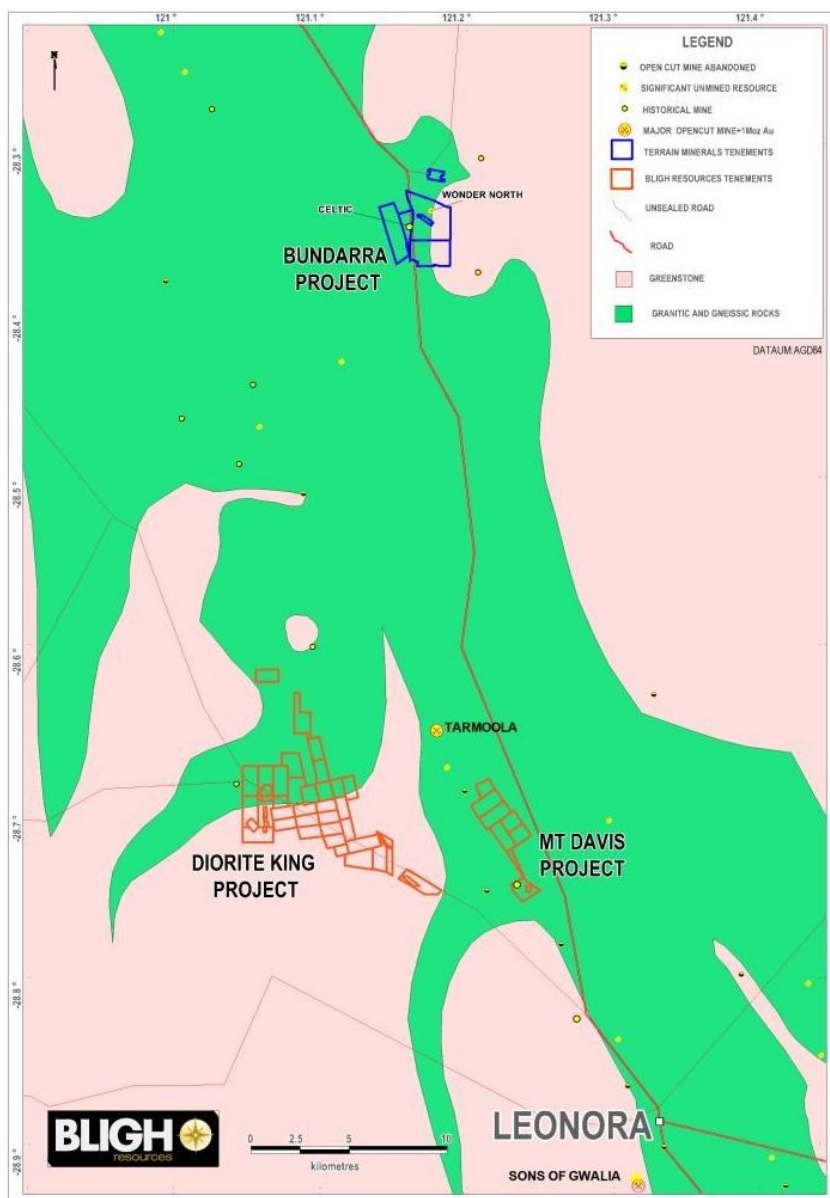 121 °
121.1 °
121.2 °
121.3 °
121.4 °
N
LEGEND
OPEN CUT MINE ABANDONED
SIGNIFICANT UNMINED RESOURCE
HISTORICAL MINE
MAJOR OPENCUT MINE+1Moz Au
TERRAIN MINERALS TENEMENTS
BLIGH RESOURCES TENEMENTS
UNSEALED ROAD
ROAD
GREENSTONE
GRANITIC AND GNEISSIC ROCKS
DATAUM:AGD84
-28.3 °
-28.4 °
-28.5 °
-28.6 °
-28.7 °
-28.8 °
-28.9 °
WONDER NORTH
CELTIC
BUNDARRA
PROJECT
TARMOOLA
MT DAVIS
PROJECT
DIORITE KING
PROJECT
LEONORA
SONS OF GWALIA
BLIGH
resources
0 2.5 5 10
kilometres